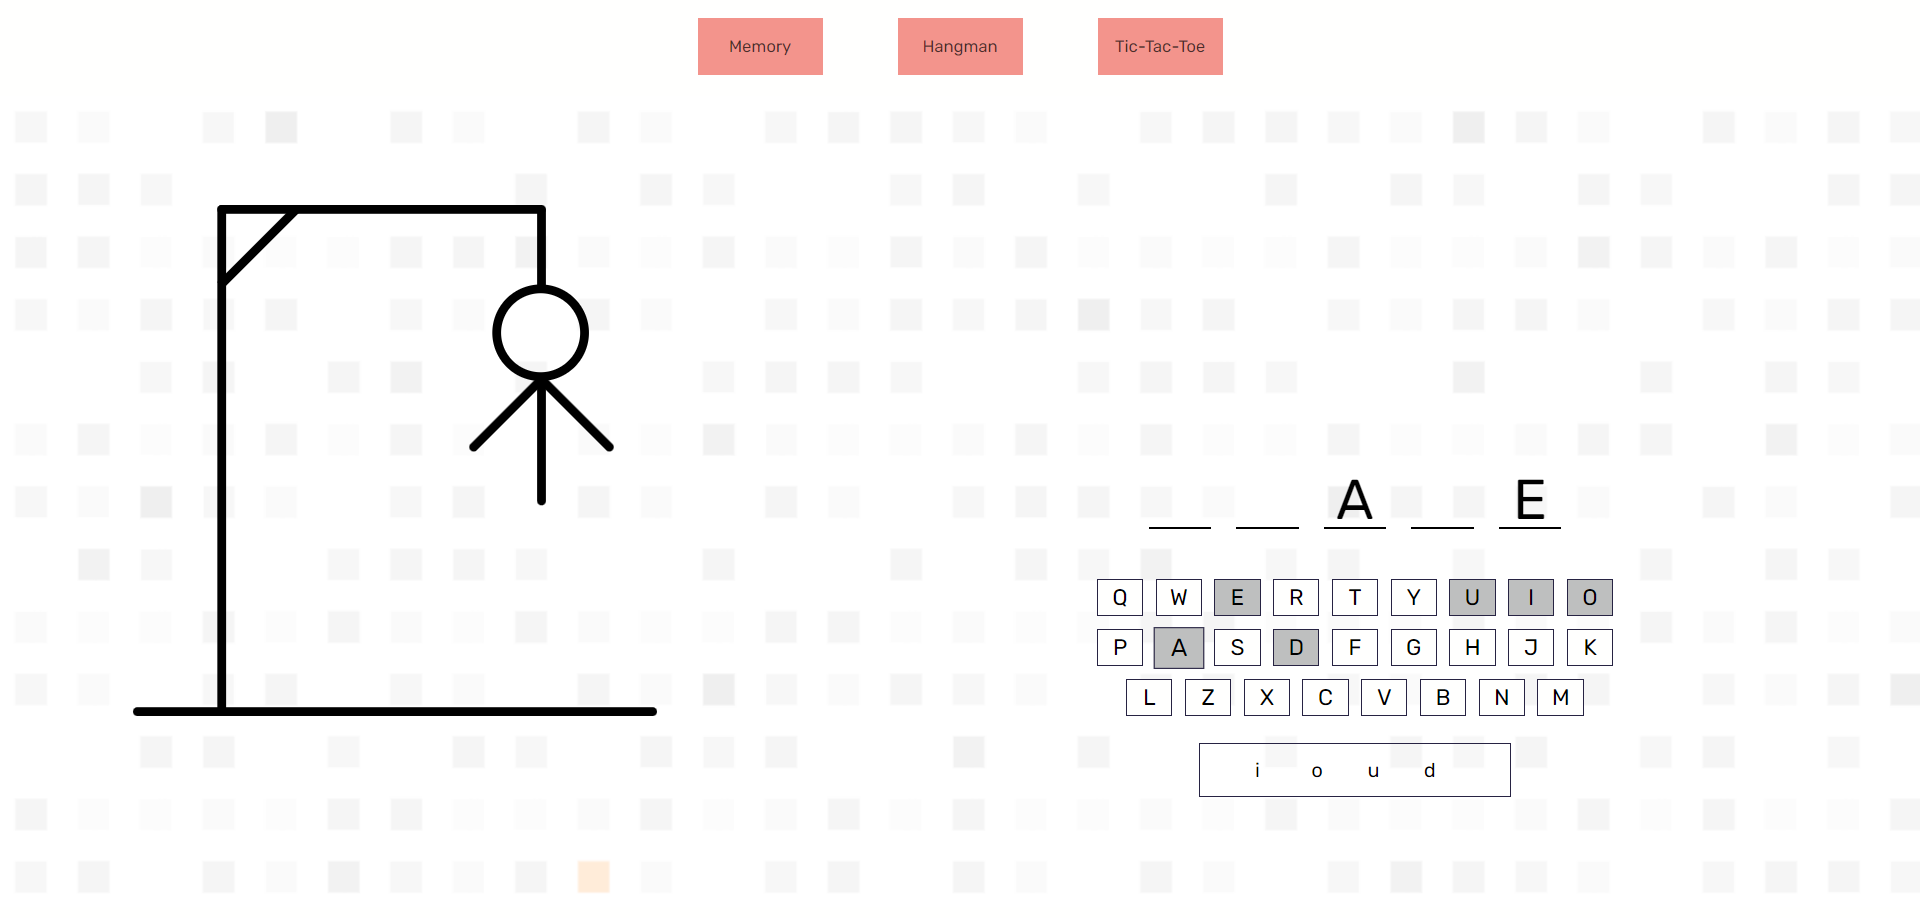 Memory Hangman Tic-Tac-Toe
A E
Q W E R T Y U I O
P A S D F G H J K
L Z X C V B N M
i o u d